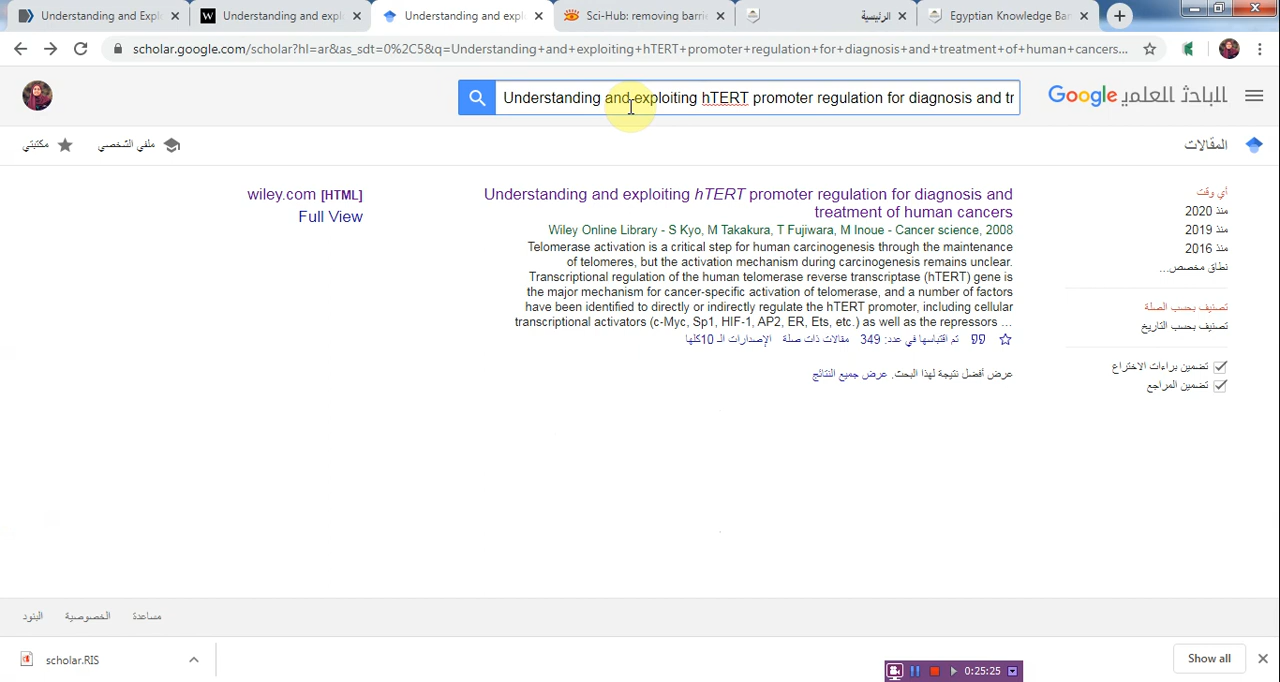 Understanding and Expl
Understanding and expl
Understanding and expl
Sci-Hub: removing barrie
الرئيسية
Egyptian Knowledge Ban
scholar.google.com/scholar?hl=ar&as_sdt=0%2C5&q=Understanding+and+exploiting+hTERT+promoter+regulation+for+diagnosis+and+treatment+of+human+cancers...
Understanding and exploiting hTERT promoter regulation for diagnosis and tr
الباحث العلمي Google
المقالات
ملفي الشخصي
مكتبتي
wiley.com [HTML]
Full View
Understanding and exploiting hTERT promoter regulation for diagnosis and
treatment of human cancers
Wiley Online Library - S Kyo, M Takakura, T Fujiwara, M Inoue - Cancer science, 2008
Telomerase activation is a critical step for human carcinogenesis through the maintenance
of telomeres, but the activation mechanism during carcinogenesis remains unclear.
Transcriptional regulation of the human telomerase reverse transcriptase (hTERT) gene is
the major mechanism for cancer-specific activation of telomerase, and a number of factors
have been identified to directly or indirectly regulate the hTERT promoter, including cellular
transcriptional activators (c-Myc, Sp1, HIF-1, AP2, ER, Ets, etc.) as well as the repressors ...
تم اقتباسها في عدد: 349 مقالات ذات صلة الإصدارات الـ 10كلها
عرض أفضل نتيجة لهذا البحث. عرض جميع النتائج
أي وقت
منذ 2020
منذ 2019
منذ 2016
نطاق مخصص...
تصنيف بحسب الصلة
تصنيف بحسب التاريخ
تضمين براءات الاختراع
تضمين المراجع
مساعدة
الخصوصية
البنود
scholar.RIS
Show all
0:25:25